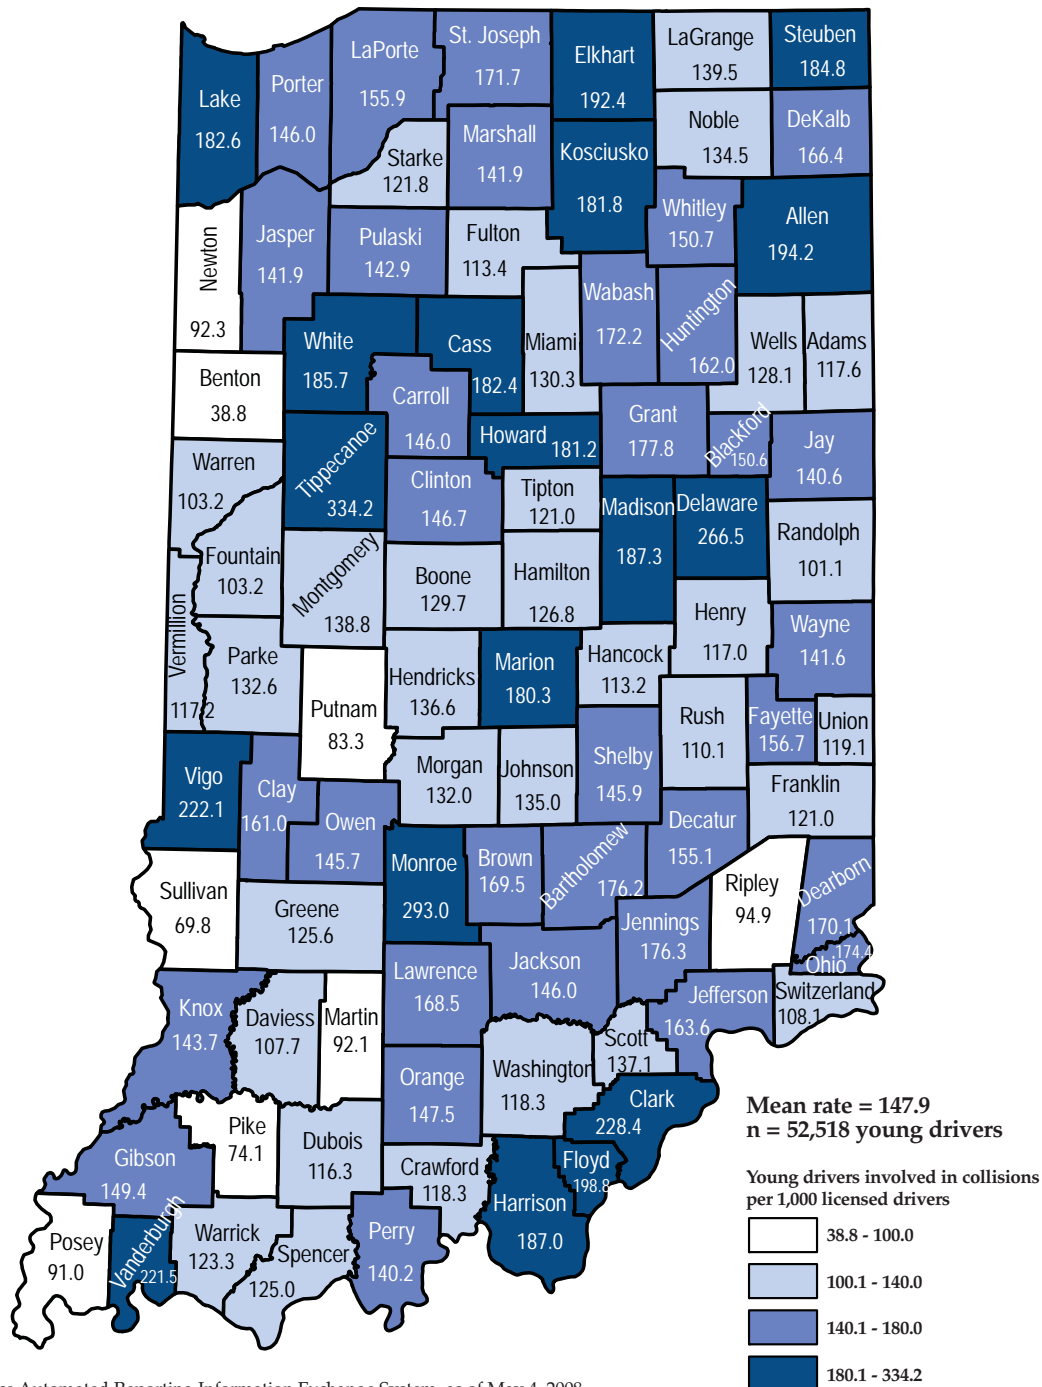 LaPorte
155.9
St. Joseph
171.7
Elkhart
192.4
LaGrange
139.5
Steuben
184.8
Lake
182.6
Porter
146.0
Starke
121.8
Marshall
141.9
Kosciusko
181.8
Noble
134.5
DeKalb
166.4
Newton
92.3
Jasper
141.9
Pulaski
142.9
Fulton
113.4
Whitley
150.7
Allen
194.2
Benton
38.8
White
185.7
Cass
182.4
Miami
130.3
Wabash
172.2
Huntington
162.0
Wells
128.1
Adams
117.6
Carroll
146.0
Howard
181.2
Grant
177.8
Blackford
150.6
Jay
140.6
Warren
103.2
Tippecanoe
334.2
Clinton
146.7
Tipton
121.0
Madison
187.3
Delaware
266.5
Randolph
101.1
Fountain
103.2
Montgomery
138.8
Boone
129.7
Hamilton
126.8
Henry
117.0
Wayne
141.6
Vermillion
117.2
Parke
132.6
Putnam
83.3
Hendricks
136.6
Marion
180.3
Hancock
113.2
Rush
110.1
Fayette
156.7
Union
119.1
Vigo
222.1
Clay
161.0
Owen
145.7
Morgan
132.0
Johnson
135.0
Shelby
145.9
Decatur
155.1
Franklin
121.0
Sullivan
69.8
Greene
125.6
Monroe
293.0
Brown
169.5
Bartholomew
176.2
Jennings
176.3
Ripley
94.9
Dearborn
170.1
Ohio
174.4
Knox
143.7
Daviess
107.7
Martin
92.1
Lawrence
168.5
Jackson
146.0
Jefferson
163.6
Switzerland
108.1
Orange
147.5
Washington
118.3
Scott
137.1
Clark
228.4
Gibson
149.4
Pike
74.1
Dubois
116.3
Crawford
118.3
Floyd
198.8
Harrison
187.0
Posey
91.0
Vanderburgh
221.5
Warrick
123.3
Spencer
125.0
Perry
140.2
Mean rate = 147.9
n = 52,518 young drivers
Young drivers involved in collisions
per 1,000 licensed drivers
38.8 - 100.0
100.1 - 140.0
140.1 - 180.0
180.1 - 334.2